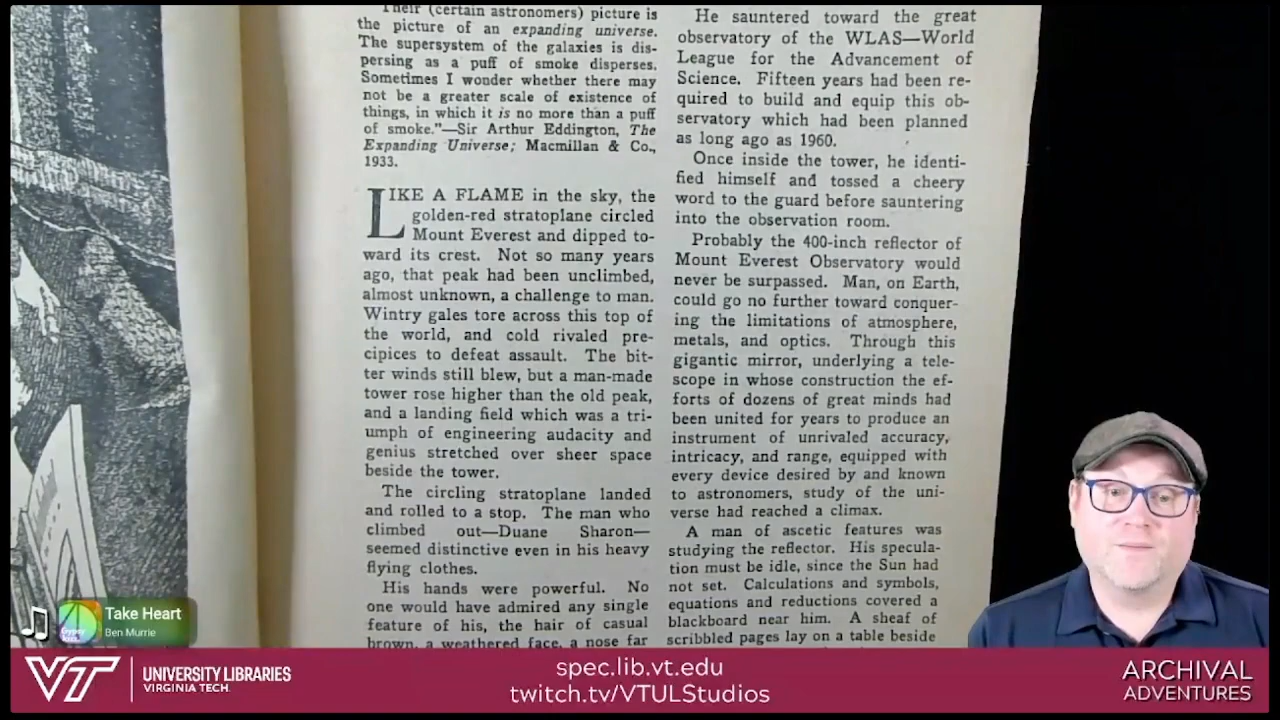 Their (certain astronomers) picture is
the picture of an expanding universe.
The supersystem of the galaxies is dis-
persing as a puff of smoke disperses.
Sometimes I wonder whether there may
not be a greater scale of existence of
things, in which it is no more than a puff
of smoke."—Sir Arthur Eddington, The
Expanding Universe; Macmillan & Co.,
1933.
LIKE A FLAME in the sky, the
golden-red stratoplane circled
Mount Everest and dipped to-
ward its crest. Not so many years
ago, that peak had been unclimbed,
almost unknown, a challenge to man.
Wintry gales tore across this top of
the world, and cold rivaled pre-
cipices to defeat assault. The bit-
ter winds still blew, but a man-made
tower rose higher than the old peak,
and a landing field which was a tri-
umph of engineering audacity and
genius stretched over sheer space
beside the tower.
The circling stratoplane landed
and rolled to a stop. The man who
climbed out—Duane Sharon—
seemed distinctive even in his heavy
flying clothes.
His hands were powerful. No
one would have admired any single
feature of his, the hair of casual
brown, a weathered face, a nose far
He sauntered toward the great
observatory of the WLAS—World
League for the Advancement of
Science. Fifteen years had been re-
quired to build and equip this ob-
servatory which had been planned
as long ago as 1960.
Once inside the tower, he identi-
fied himself and tossed a cheery
word to the guard before sauntering
into the observation room.
Probably the 400-inch reflector of
Mount Everest Observatory would
never be surpassed. Man, on Earth,
could go no further toward conquer-
ing the limitations of atmosphere,
metals, and optics. Through this
gigantic mirror, underlying a tele-
scope in whose construction the ef-
forts of dozens of great minds had
been united for years to produce an
instrument of unrivaled accuracy,
intricacy, and range, equipped with
every device desired by and known
to astronomers, study of the uni-
verse had reached a climax.
A man of ascetic features was
studying the reflector. His specula-
tion must be idle, since the Sun had
not set. Calculations and symbols,
equations and reductions covered a
blackboard near him. A sheaf of
scribbled pages lay on a table beside
Take Heart
Ben Murrie
VT
UNIVERSITY LIBRARIES
VIRGINIA TECH.
spec.lib.vt.edu
twitch.tv/VTULStudios
ARCHIVAL
ADVENTURES